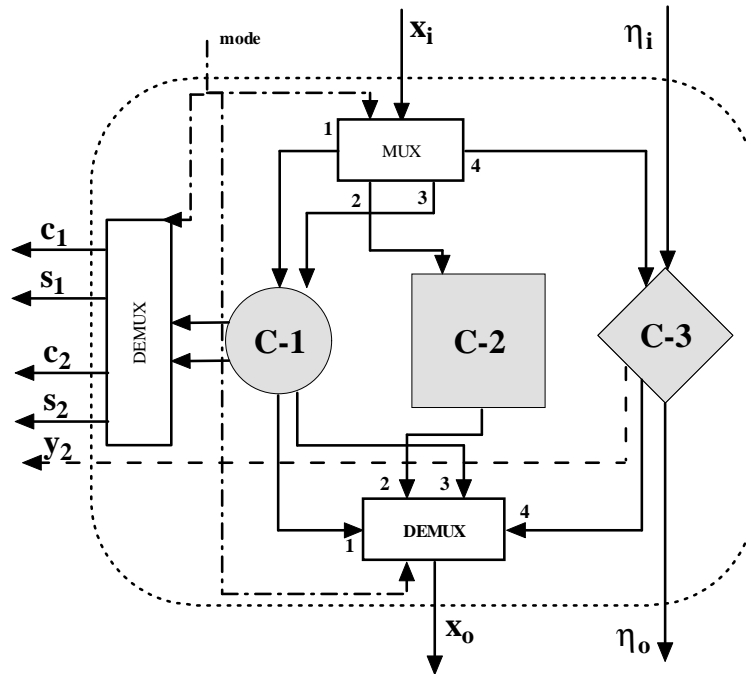 mode
x_i
η_i
1
MUX
4
2
3
c_1
s_1
DEMUX
C-1
C-2
C-3
c_2
s_2
y_2
2
3
4
DEMUX
1
x_o
η_o